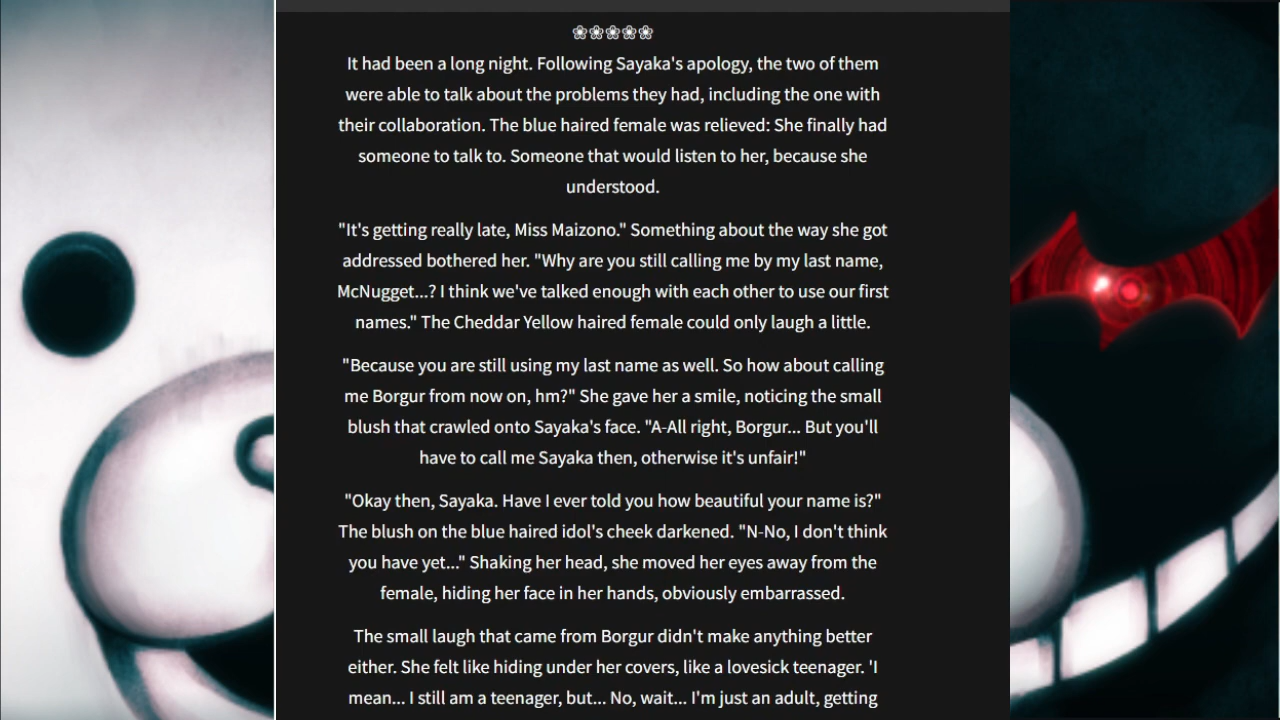 ❀❀❀❀❀
It had been a long night. Following Sayaka's apology, the two of them
were able to talk about the problems they had, including the one with
their collaboration. The blue haired female was relieved: She finally had
someone to talk to. Someone that would listen to her, because she
understood.
"It's getting really late, Miss Maizono." Something about the way she got
addressed bothered her. "Why are you still calling me by my last name,
McNugget...? I think we've talked enough with each other to use our first
names." The Cheddar Yellow haired female could only laugh a little.
"Because you are still using my last name as well. So how about calling
me Borgur from now on, hm?" She gave her a smile, noticing the small
blush that crawled onto Sayaka's face. "A-All right, Borgur... But you'll
have to call me Sayaka then, otherwise it's unfair!"
"Okay then, Sayaka. Have I ever told you how beautiful your name is?"
The blush on the blue haired idol's cheek darkened. "N-No, I don't think
you have yet..." Shaking her head, she moved her eyes away from the
female, hiding her face in her hands, obviously embarrassed.
The small laugh that came from Borgur didn't make anything better
either. She felt like hiding under her covers, like a lovesick teenager. 'I
mean... I still am a teenager, but... No, wait... I'm just an adult, getting